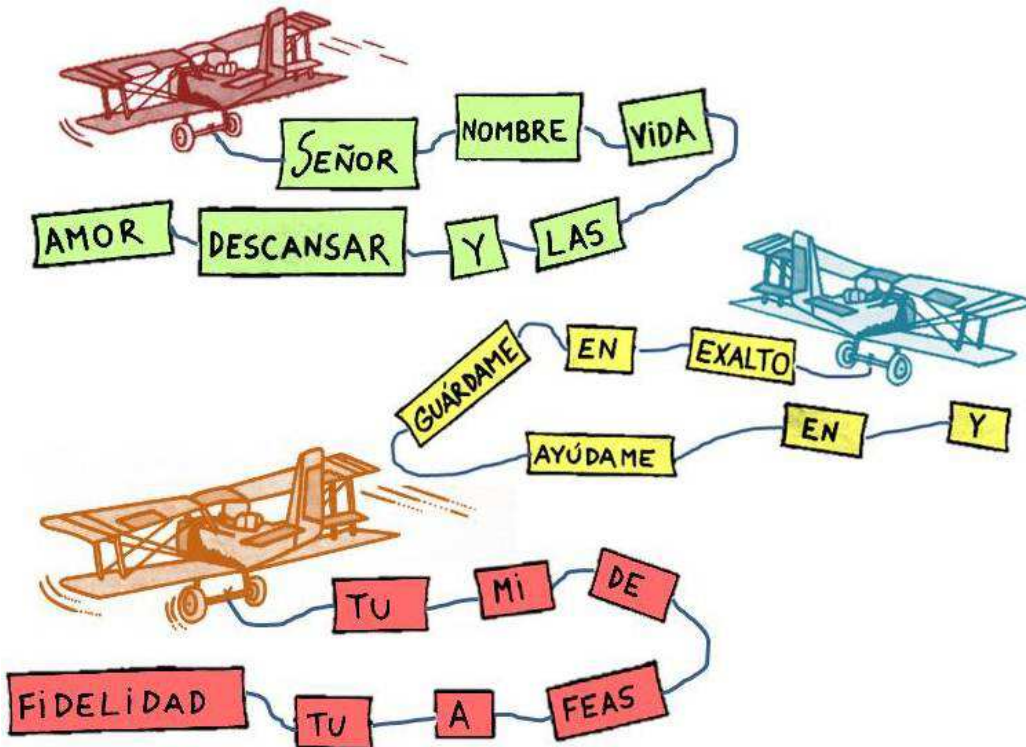 SEÑOR NOMBRE VIDA
AMOR DESCANSAR Y LAS
GUÁRDAME EN EXALTO
AYÚDAME EN Y
TU MI DE
FIDELIDAD TU A FEAS